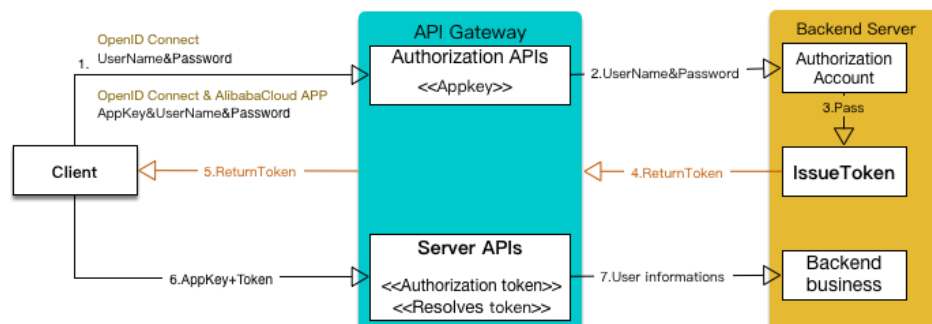 API Gateway
Backend Server
OpenID Connect
1.
UserName&Password
Authorization APIs
<<Appkey>>
2.UserName&Password
Authorization
Account
OpenID Connect & AlibabaCloud APP
AppKey&UserName&Password
3.Pass
Client
5.ReturnToken
4.ReturnToken
IssueToken
Server APIs
6.AppKey+Token
<<Authorization token>>
<<Resolves token>>
7.User informations
Backend
business